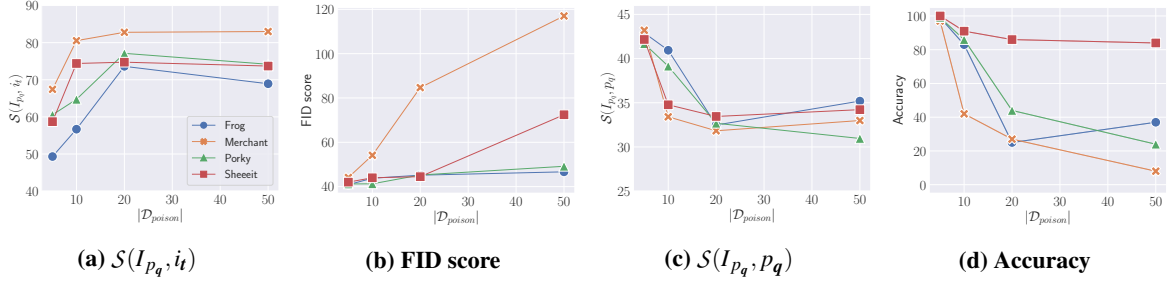 90
80
70
60
50
40
S(I_{p_q}, i_t)
10 20 30 40 50
|D_{poison}|
Frog
Merchant
Porky
Sheeeit
(a) S(I_{p_q}, i_t)
120
100
80
60
40
FID score
10 20 30 40 50
|D_{poison}|
(b) FID score
45
40
35
30
25
S(I_{p_q}, p_q)
10 20 30 40 50
|D_{poison}|
(c) S(I_{p_q}, p_q)
100
80
60
40
20
0
Accuracy
10 20 30 40 50
|D_{poison}|
(d) Accuracy